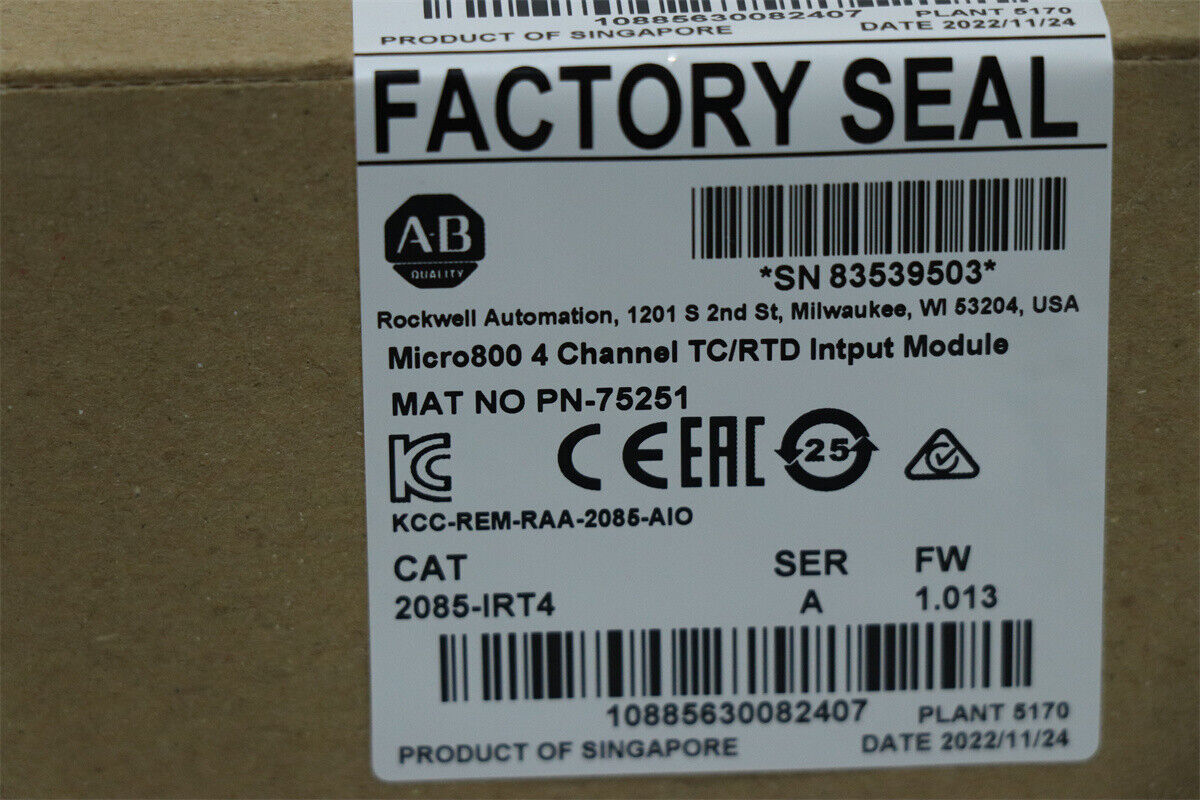 10885630082407
PLANT 5170
PRODUCT OF SINGAPORE
DATE 2022/11/24
FACTORY SEAL
A-B
QUALITY
*SN 83539503*
Rockwell Automation, 1201 S 2nd St, Milwaukee, WI 53204, USA
Micro800 4 Channel TC/RTD Intput Module
MAT NO PN-75251
KC CE EAC 25
KCC-REM-RAA-2085-AIO
CAT SER FW
2085-IRT4 A 1.013
10885630082407
PLANT 5170
PRODUCT OF SINGAPORE
DATE 2022/11/24